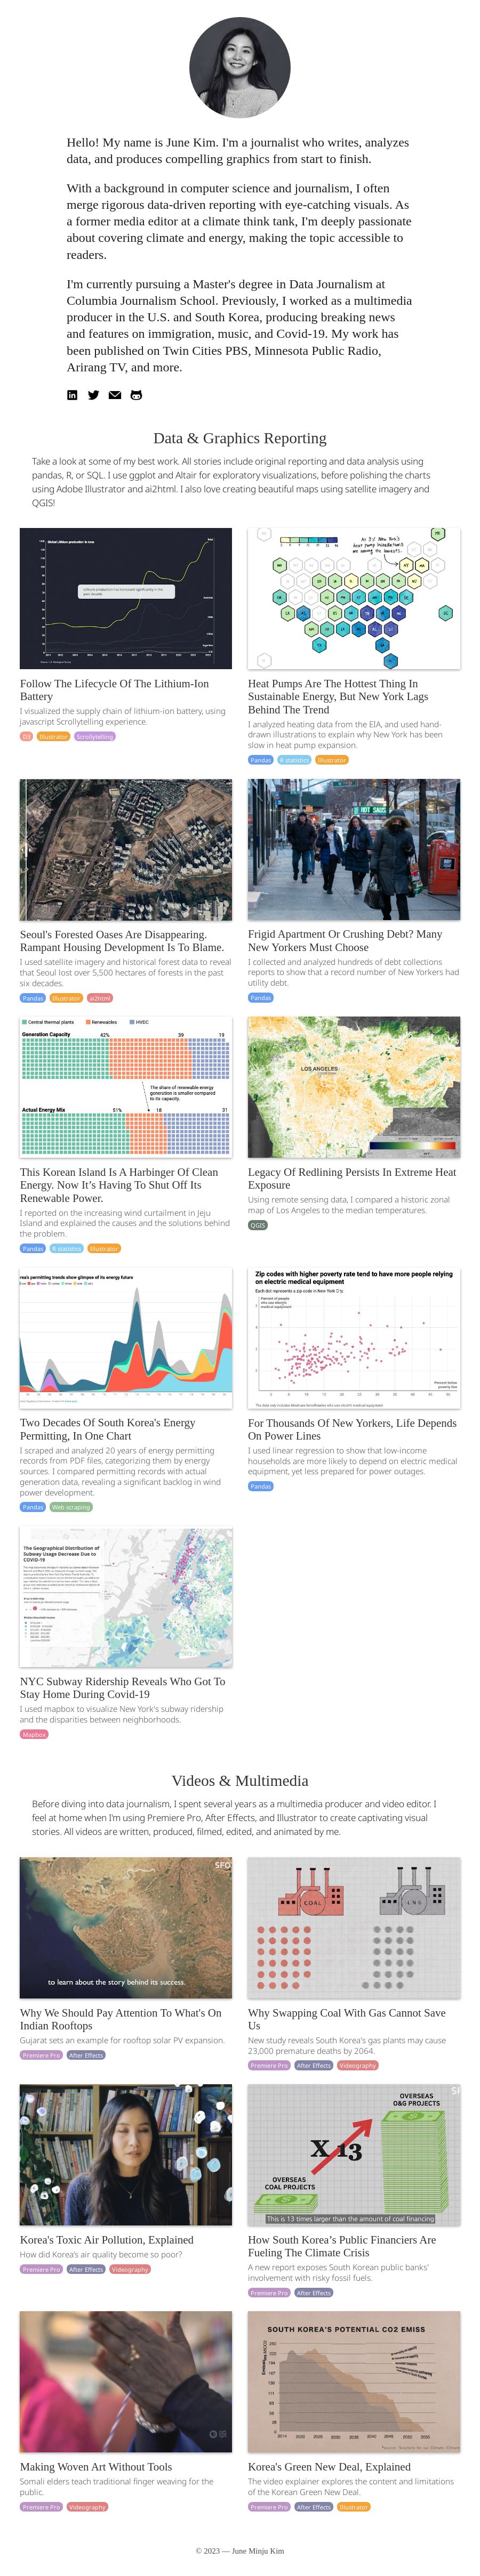 Hello! My name is June Kim. I'm a journalist who writes, analyzes
data, and produces compelling graphics from start to finish.
With a background in computer science and journalism, I often
merge rigorous data-driven reporting with eye-catching visuals. As
a former media editor at a climate think tank, I'm deeply passionate
about covering climate and energy, making the topic accessible to
readers.
I'm currently pursuing a Master's degree in Data Journalism at
Columbia Journalism School. Previously, I worked as a multimedia
producer in the U.S. and South Korea, producing breaking news
and features on immigration, music, and Covid-19. My work has
been published on Twin Cities PBS, Minnesota Public Radio,
Arirang TV, and more.
Data & Graphics Reporting
Take a look at some of my best work. All stories include original reporting and data analysis using
pandas, R, or SQL. I use ggplot and Altair for exploratory visualizations, before polishing the charts
using Adobe Illustrator and ai2html. I also love creating beautiful maps using satellite imagery and
QGIS!
Global Lithium production in tons
As of 2020, New York's
heat pump installations
are among the lowest.
Follow The Lifecycle Of The Lithium-Ion
Battery
I visualized the supply chain of lithium-ion battery, using
javascript Scrollytelling experience.
D3 Illustrator Scrollytelling
Heat Pumps Are The Hottest Thing In
Sustainable Energy, But New York Lags
Behind The Trend
I analyzed heating data from the EIA, and used hand-
drawn illustrations to explain why New York has been
slow in heat pump expansion.
Pandas R statistics Illustrator
HOT SAUS
Seoul's Forested Oases Are Disappearing.
Rampant Housing Development Is To Blame.
I used satellite imagery and historical forest data to reveal
that Seoul lost over 5,500 hectares of forests in the past
six decades.
Pandas Illustrator ai2html
Frigid Apartment Or Crushing Debt? Many
New Yorkers Must Choose
I collected and analyzed hundreds of debt collections
reports to show that a record number of New Yorkers had
utility debt.
Pandas
Central thermal plants Renewables HVDC
Generation Capacity 42% 39 19
The share of renewable energy
generation is smaller compared
to its capacity.
Actual Energy Mix 51% 18 31
LOS ANGELES
This Korean Island Is A Harbinger Of Clean
Energy. Now It’s Having To Shut Off Its
Renewable Power.
I reported on the increasing wind curtailment in Jeju
Island and explained the causes and the solutions behind
the problem.
Pandas R statistics Illustrator
Legacy Of Redlining Persists In Extreme Heat
Exposure
Using remote sensing data, I compared a historic zonal
map of Los Angeles to the median temperatures.
QGIS
rea's permitting trends show glimpse of its energy future
Zip codes with higher poverty rate tend to have more people relying
on electric medical equipment
Each dot represents a zip code in New York City.
Percent below
poverty line
Two Decades Of South Korea's Energy
Permitting, In One Chart
I scraped and analyzed 20 years of energy permitting
records from PDF files, categorizing them by energy
sources. I compared permitting records with actual
generation data, revealing a significant backlog in wind
power development.
Pandas Web scraping
For Thousands Of New Yorkers, Life Depends
On Power Lines
I used linear regression to show that low-income
households are more likely to depend on electric medical
equipment, yet less prepared for power outages.
Pandas
The Geographical Distribution of
Subway Usage Decrease Due to
COVID-19
NYC Subway Ridership Reveals Who Got To
Stay Home During Covid-19
I used mapbox to visualize New York's subway ridership
and the disparities between neighborhoods.
Mapbox
Videos & Multimedia
Before diving into data journalism, I spent several years as a multimedia producer and video editor. I
feel at home when I'm using Premiere Pro, After Effects, and Illustrator to create captivating visual
stories. All videos are written, produced, filmed, edited, and animated by me.
SFO
to learn about the story behind its success.
COAL
LNG
Why We Should Pay Attention To What's On
Indian Rooftops
Gujarat sets an example for rooftop solar PV expansion.
Premiere Pro After Effects
Why Swapping Coal With Gas Cannot Save
Us
New study reveals South Korea's gas plants may cause
23,000 premature deaths by 2064.
Premiere Pro After Effects Videography
OVERSEAS
O&G PROJECTS
X 13
OVERSEAS
COAL PROJECTS
This is 13 times larger than the amount of coal financing
Korea's Toxic Air Pollution, Explained
How did Korea's air quality become so poor?
Premiere Pro After Effects Videography
How South Korea’s Public Financiers Are
Fueling The Climate Crisis
A new report exposes South Korean public banks'
involvement with risky fossil fuels.
Premiere Pro After Effects
SOUTH KOREA'S POTENTIAL CO2 EMISS
Making Woven Art Without Tools
Somali elders teach traditional finger weaving for the
public.
Premiere Pro Videography
Korea's Green New Deal, Explained
The video explainer explores the content and limitations
of the Korean Green New Deal.
Premiere Pro After Effects Illustrator
© 2023 — June Minju Kim